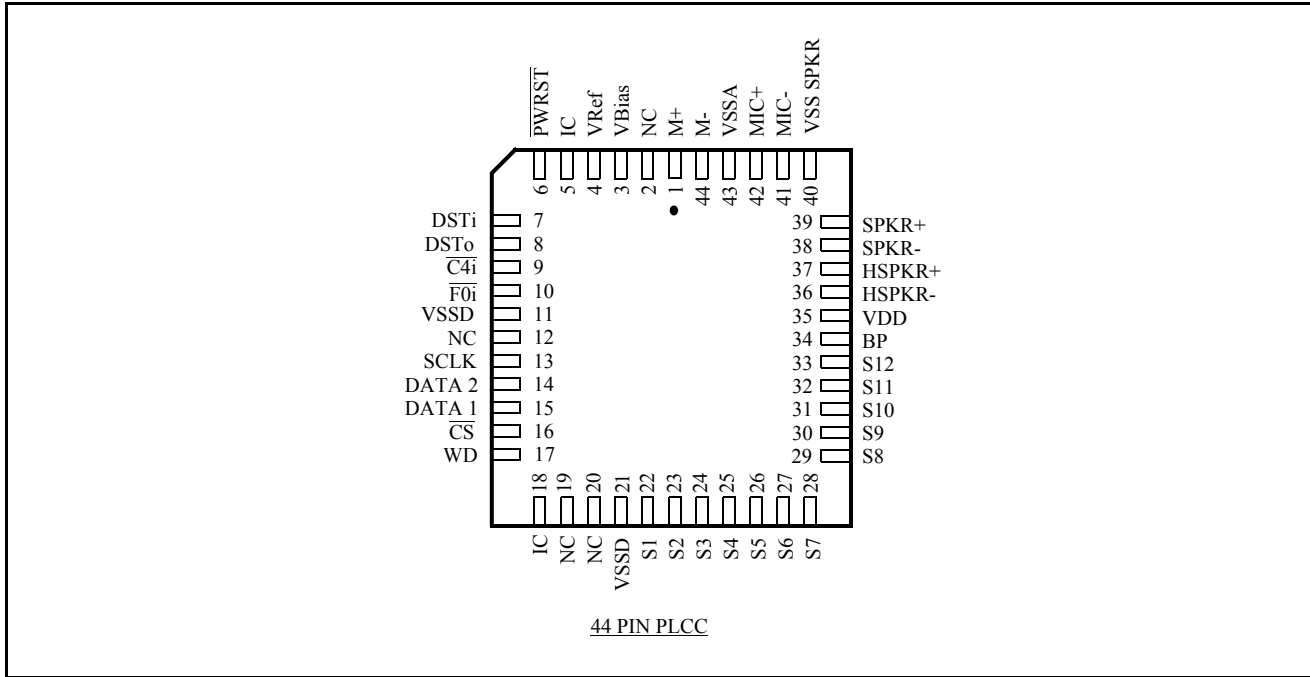 PWRST IC VRef VBias NC M+ M- VSSA MIC+ MIC- VSS SPKR
6 5 4 3 2 1 44 43 42 41 40
DSTi 7
DSTo 8
C4i 9
F0i 10
VSSD 11
NC 12
SCLK 13
DATA 2 14
DATA 1 15
CS 16
WD 17
39 SPKR+
38 SPKR-
37 HSPKR+
36 HSPKR-
35 VDD
34 BP
33 S12
32 S11
31 S10
30 S9
29 S8
18 19 20 21 22 23 24 25 26 27 28
IC NC NC VSSD S1 S2 S3 S4 S5 S6 S7
44 PIN PLCC